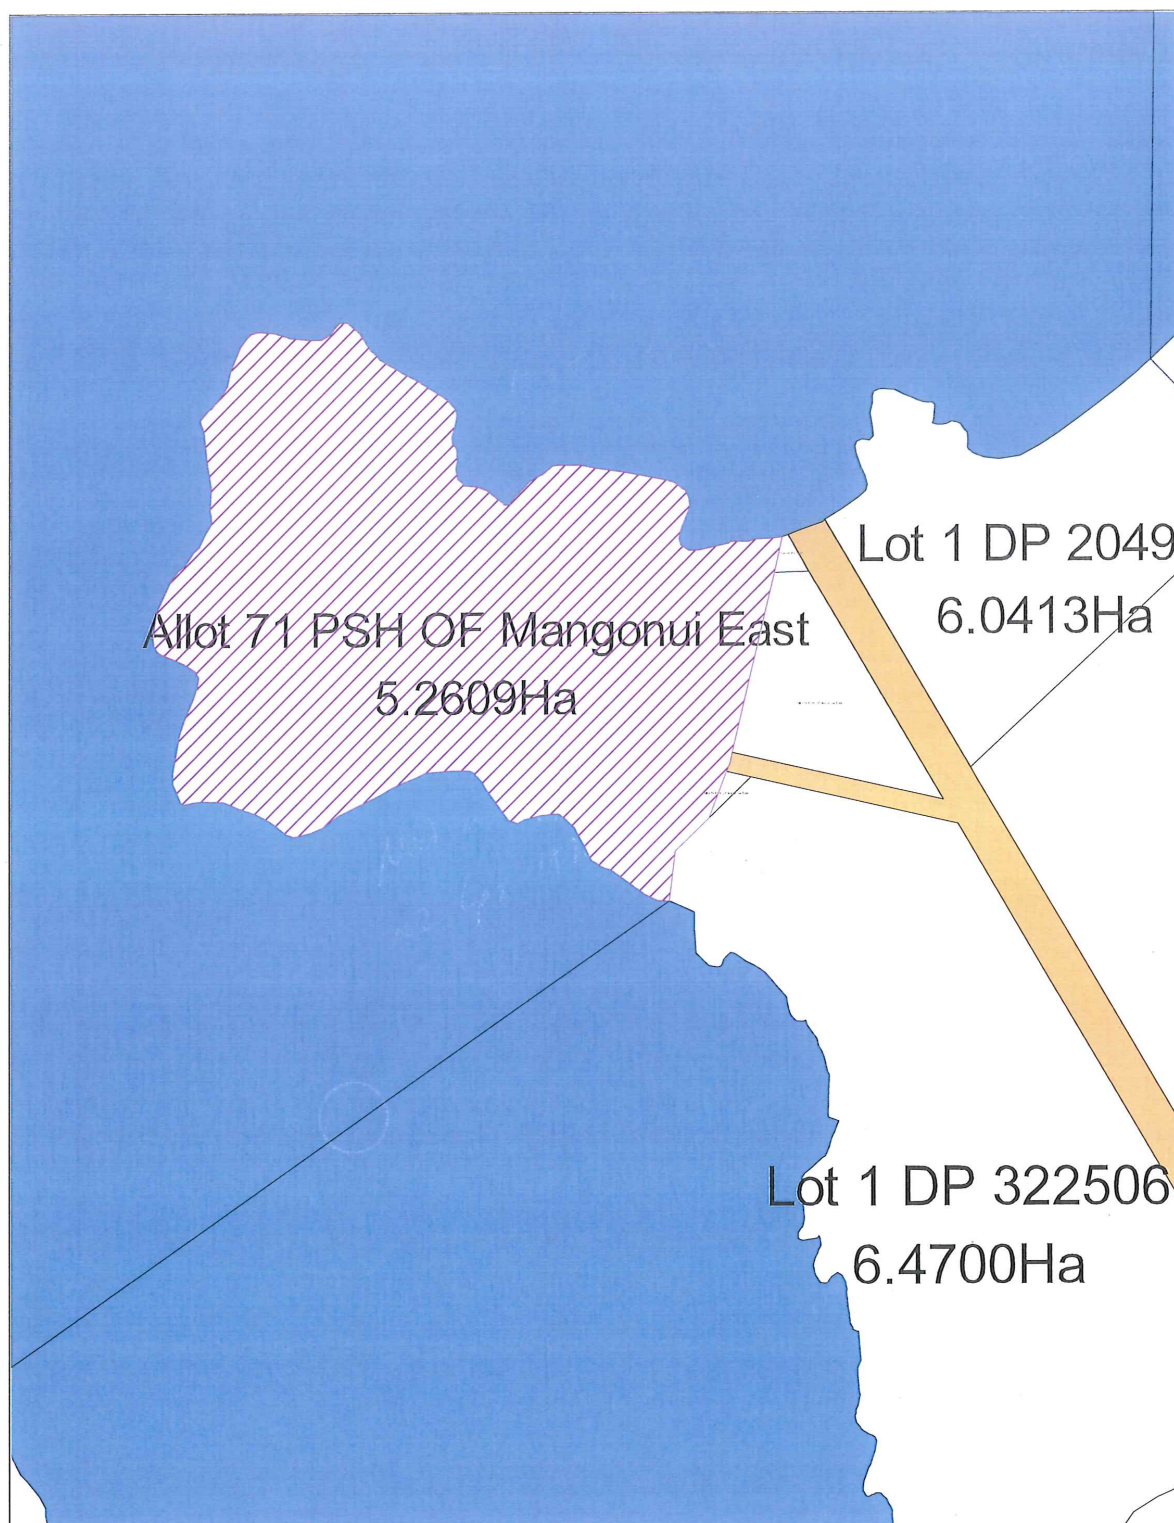 Lot 1 DP 2049
6.0413Ha
Allot 71 PSH OF Mangonui East
5.2609Ha
Lot 1 DP 322506
6.4700Ha